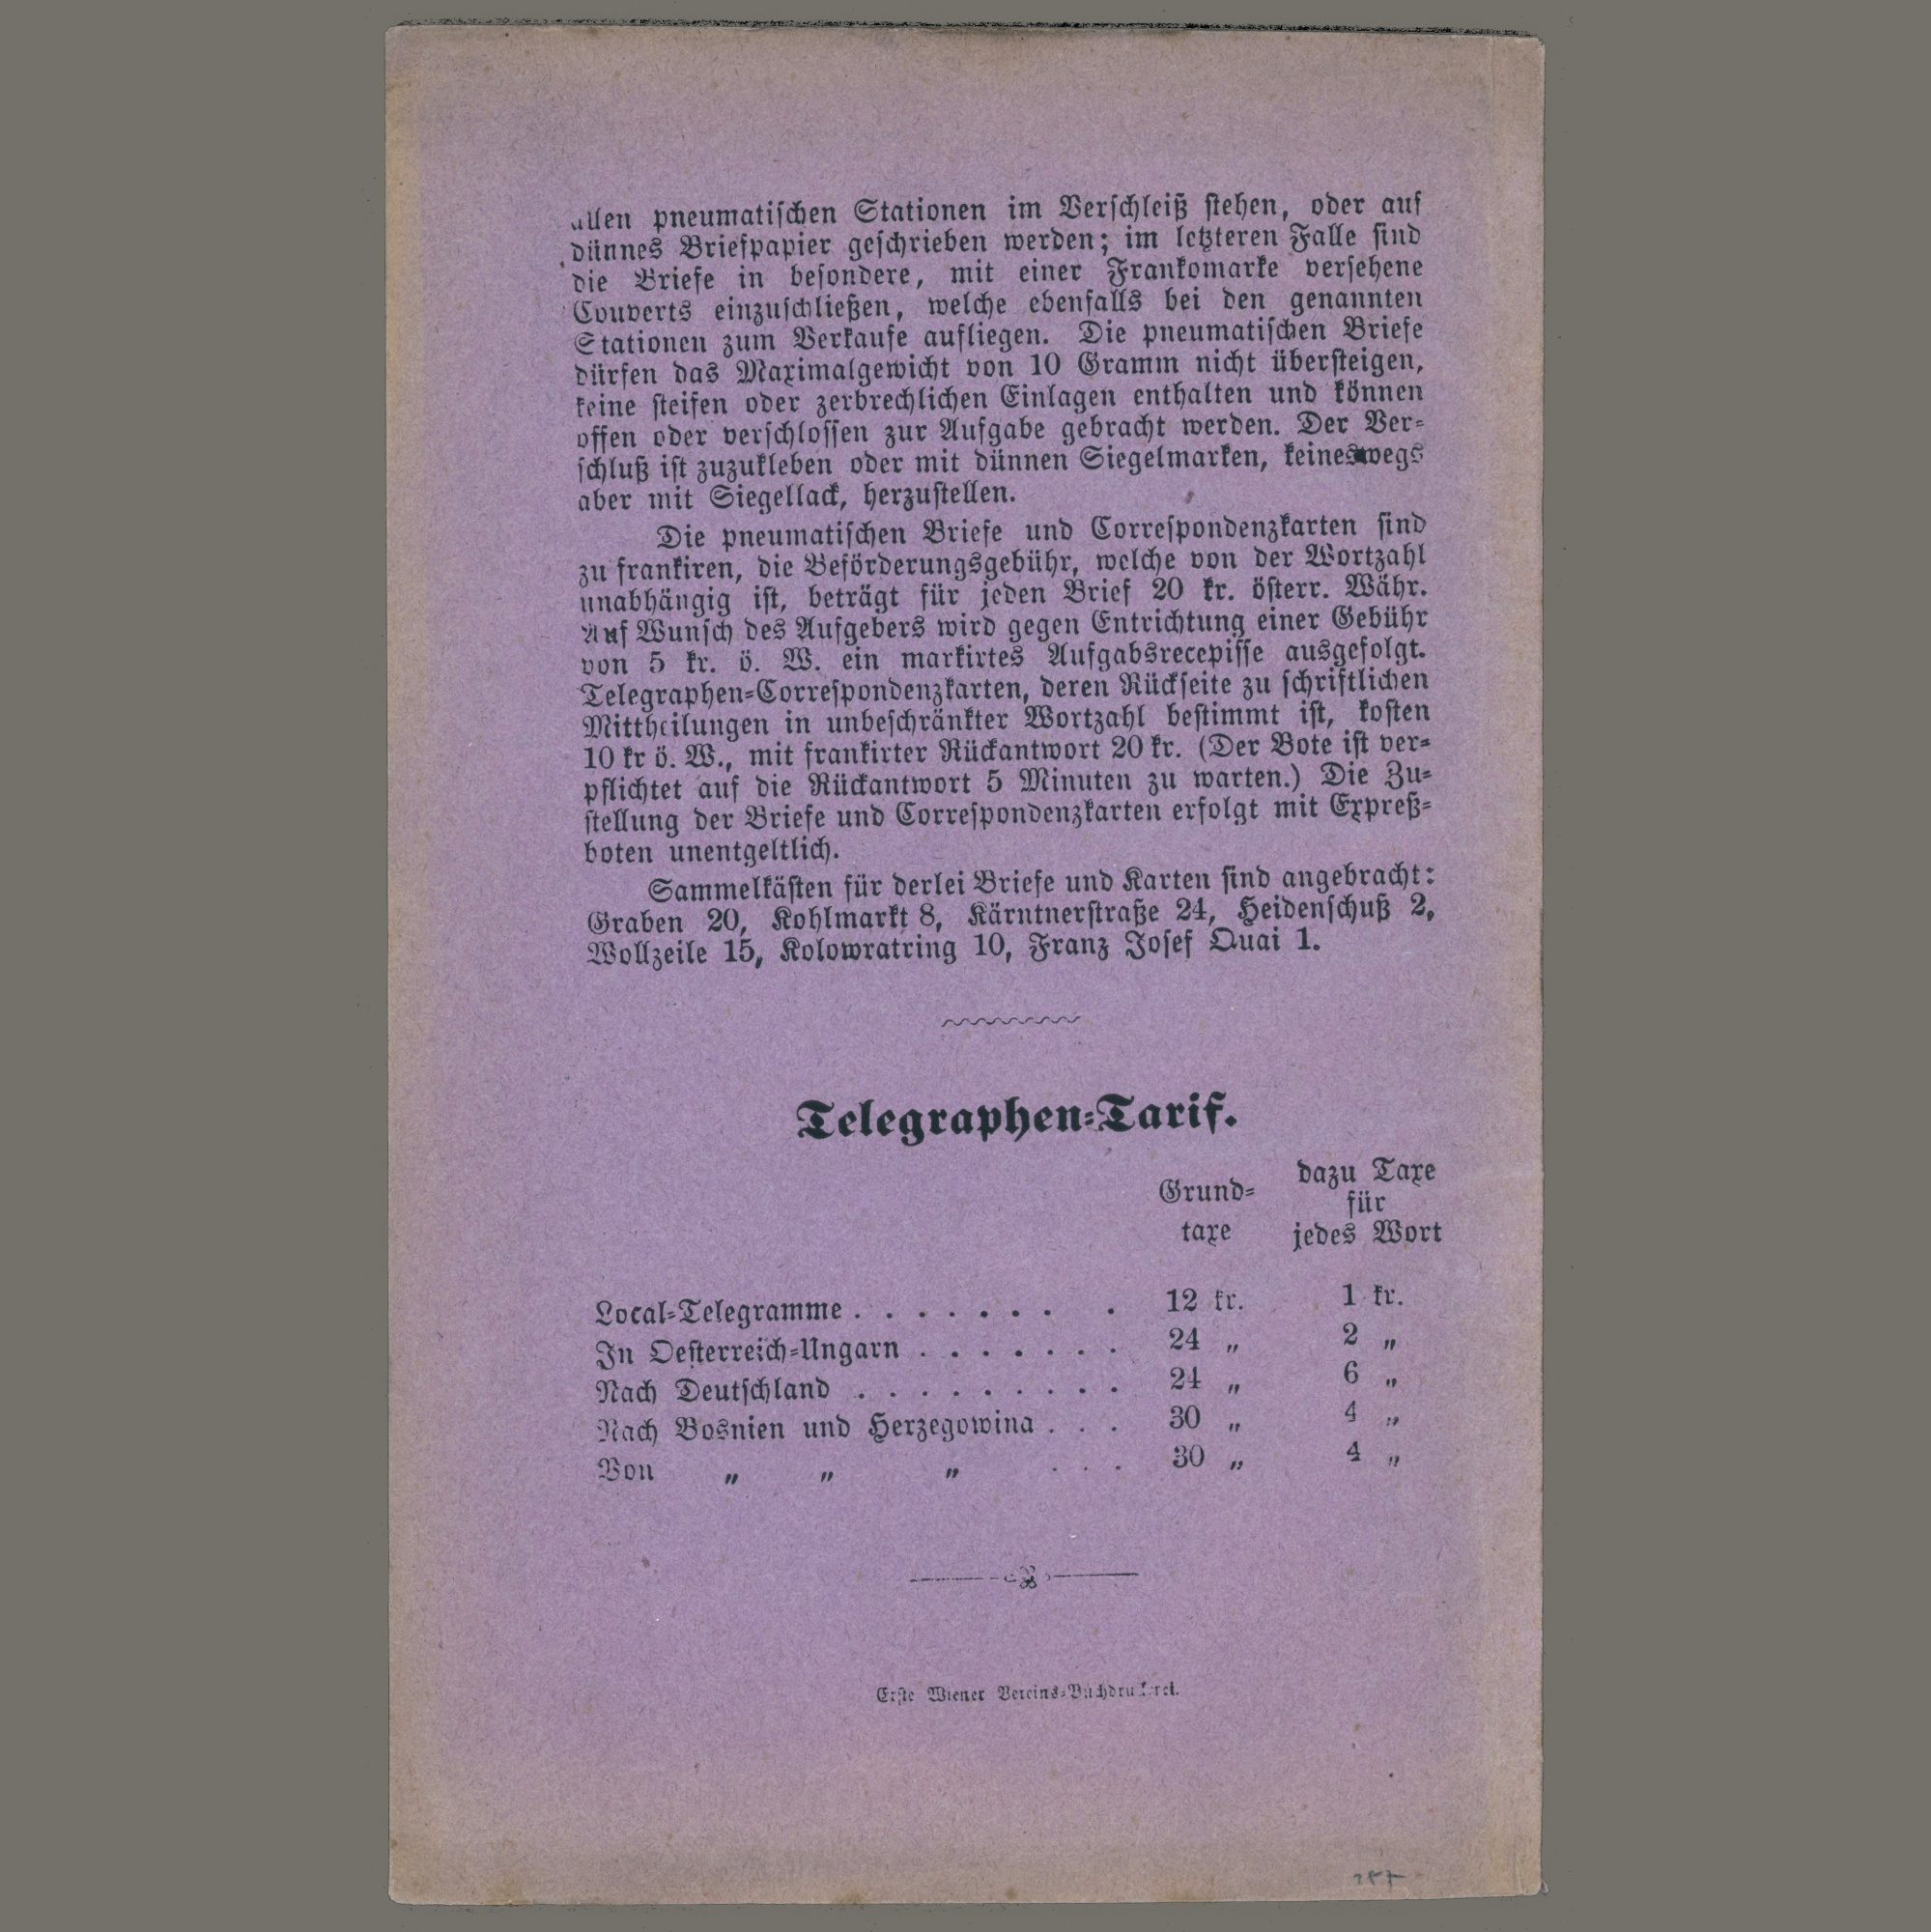 allen pneumatischen Stationen im Verschleiß stehen, oder auf
dünnes Briefpapier geschrieben werden; im letzteren Falle sind
die Briefe in besondere, mit einer Frankomarke versehene
Couverts einzuschließen, welche ebenfalls bei den genannten
Stationen zum Verkaufe aufliegen. Die pneumatischen Briefe
dürfen das Maximalgewicht von 10 Gramm nicht übersteigen,
keine steifen oder zerbrechlichen Einlagen enthalten und können
offen oder verschlossen zur Aufgabe gebracht werden. Der Ver-
schluß ist zuzukleben oder mit dünnen Siegelmarken, keineswegs
aber mit Siegellack, herzustellen.
Die pneumatischen Briefe und Correspondenzkarten sind
zu frankiren, die Beförderungsgebühr, welche von der Wortzahl
unabhängig ist, beträgt für jeden Brief 20 kr. österr. Währ.
Auf Wunsch des Aufgebers wird gegen Entrichtung einer Gebühr
von 5 kr. ö. W. ein markirtes Aufgabsrecepisse ausgefolgt.
Telegraphen-Correspondenzkarten, deren Rückseite zu schriftlichen
Mittheilungen in unbeschränkter Wortzahl bestimmt ist, kosten
10 kr ö. W., mit frankirter Rückantwort 20 kr. (Der Bote ist ver-
pflichtet auf die Rückantwort 5 Minuten zu warten.) Die Zu-
stellung der Briefe und Correspondenzkarten erfolgt mit Expreß-
boten unentgeltlich.
Sammelkästen für derlei Briefe und Karten sind angebracht:
Graben 20, Kohlmarkt 8, Kärntnerstraße 24, Heidenschuß 2,
Wollzeile 15, Kolowratring 10, Franz Josef Quai 1.
Telegraphen-Tarif.
Grund-
taxe
dazu Taxe
für
jedes Wort
Local-Telegramme . . . . . . . . 12 kr. 1 kr.
In Oesterreich-Ungarn . . . . . . . 24 „ 2 „
Nach Deutschland . . . . . . . . . 24 „ 6 „
Nach Bosnien und Herzegowina . . . 30 „ 4 „
Von „ „ „ . . . 30 „ 4 „
Erste Wiener Vereins-Buchdruckerei.